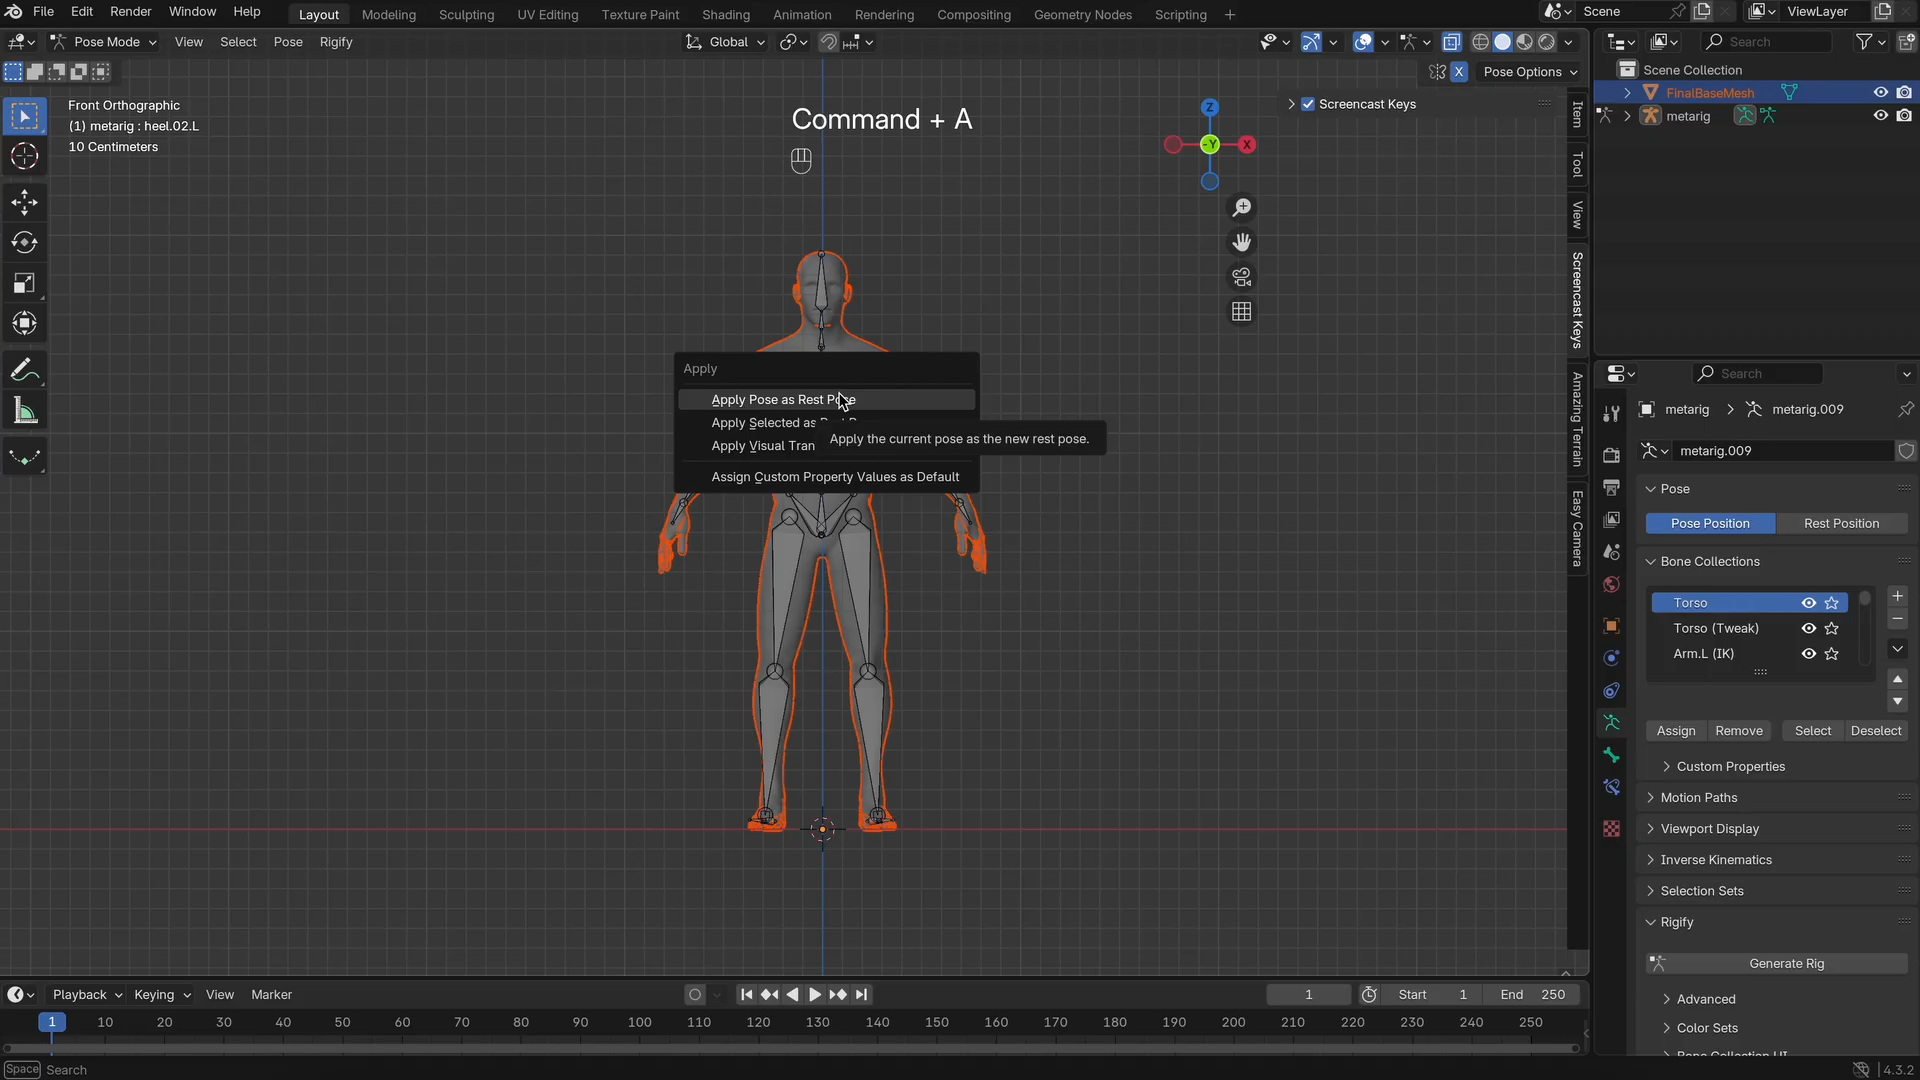 File Edit Render Window Help
Layout Modeling Sculpting UV Editing Texture Paint Shading Animation Rendering Compositing Geometry Nodes Scripting
Scene
ViewLayer
Pose Mode View Select Pose Rigify
Global
Search
X
Pose Options
Scene Collection
FinalBaseMesh
metarig
Front Orthographic
(1) metarig : heel.02.L
10 Centimeters
Command + A
Z
-Y
X
Screencast Keys
Item
Tool
View
Screencast Keys
Amazing Terrain
Easy Camera
Apply
Apply Pose as Rest Pose
Apply Selected as
Apply Visual Tran
Apply the current pose as the new rest pose.
Assign Custom Property Values as Default
Search
metarig
metarig.009
metarig.009
Pose
Pose Position Rest Position
Bone Collections
Torso
Torso (Tweak)
Arm.L (IK)
Assign Remove Select Deselect
Custom Properties
Motion Paths
Viewport Display
Inverse Kinematics
Selection Sets
Rigify
Generate Rig
Advanced
Color Sets
Playback Keying View Marker
1
Start 1
End 250
1 10 20 30 40 50 60 70 80 90 100 110 120 130 140 150 160 170 180 190 200 210 220 230 240 250
Space Search
4.3.2